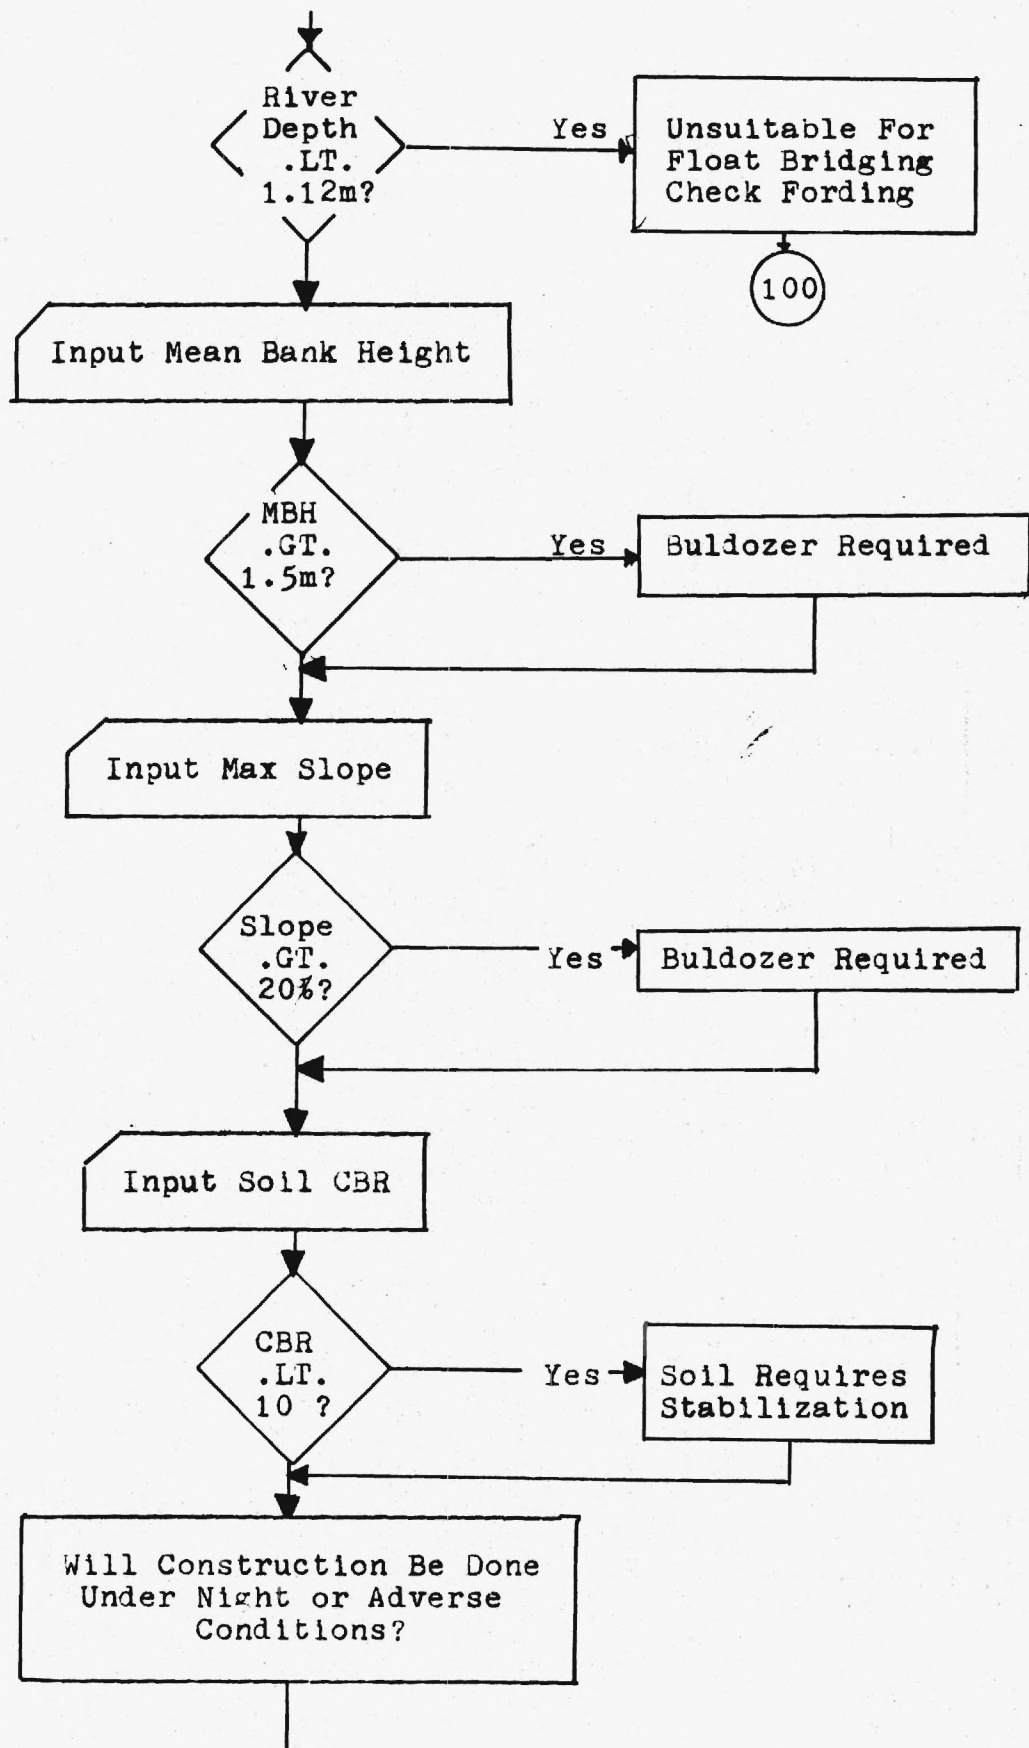 River
Depth
.LT.
1.12m?
Yes
Unsuitable For
Float Bridging
Check Fording
100
Input Mean Bank Height
MBH
.GT.
1.5m?
Yes
Buldozer Required
Input Max Slope
Slope
.GT.
20%?
Yes
Buldozer Required
Input Soil CBR
CBR
.LT.
10 ?
Yes
Soil Requires
Stabilization
Will Construction Be Done
Under Night or Adverse
Conditions?